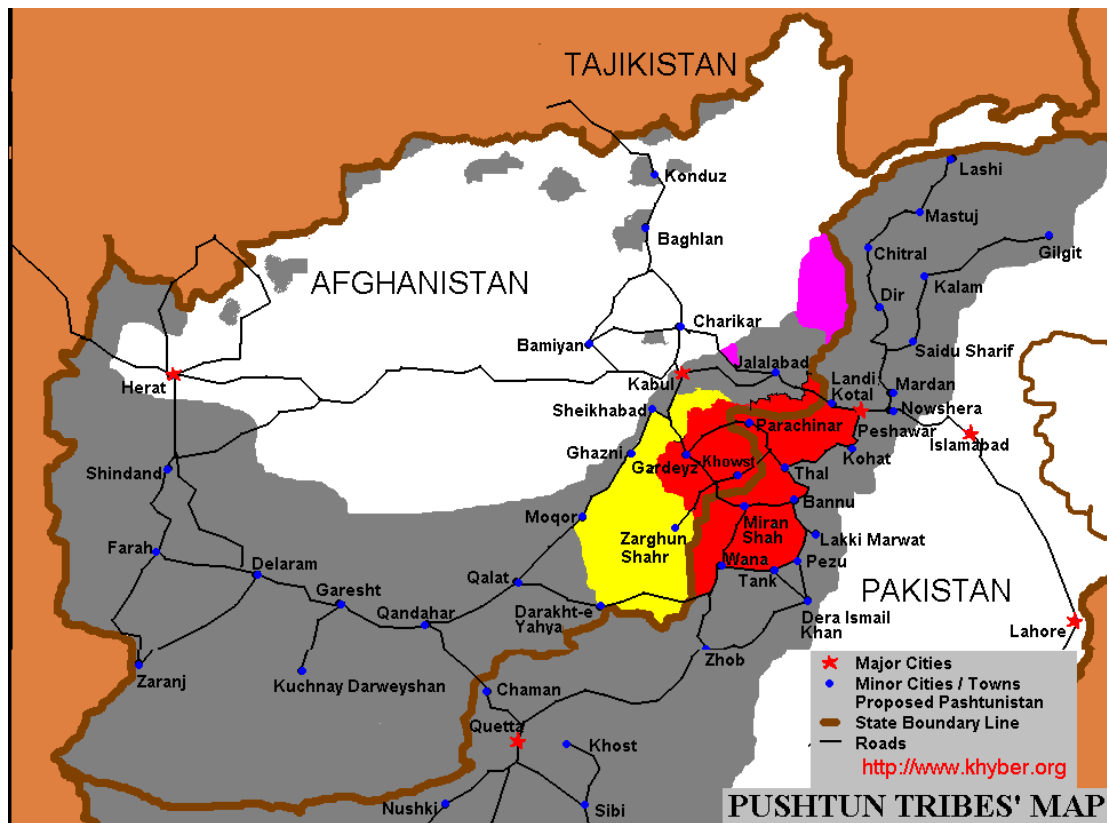 TAJIKISTAN
Lashi
Konduz
Mastuj
Baghlan
Chitral
Gilgit
AFGHANISTAN
Kalam
Dir
Charikar
Bamiyan
Saidu Sharif
Jalalabad
Herat
Kabul
Landi
Kotal
Mardan
Sheikhabad
Nowshera
Parachinar
Peshawar
Islamabad
Ghazni
Gardeyz
Khowst
Kohat
Shindand
Thal
Bannu
Moqor
Miran
Shah
Zarghun
Shahr
Lakki Marwat
Farah
Wana
Pezu
Delaram
Qalat
Tank
PAKISTAN
Garesht
Qandahar
Darakht-e
Yahya
Dera Ismail
Khan
Lahore
Zhob
Zaranj
Kuchnay Darweyshan
Chaman
Quetta
Khost
Nushki
Sibi
Major Cities
Minor Cities / Towns
Proposed Pashtunistan
State Boundary Line
Roads
http://www.khyber.org
PUSHTUN TRIBES' MAP